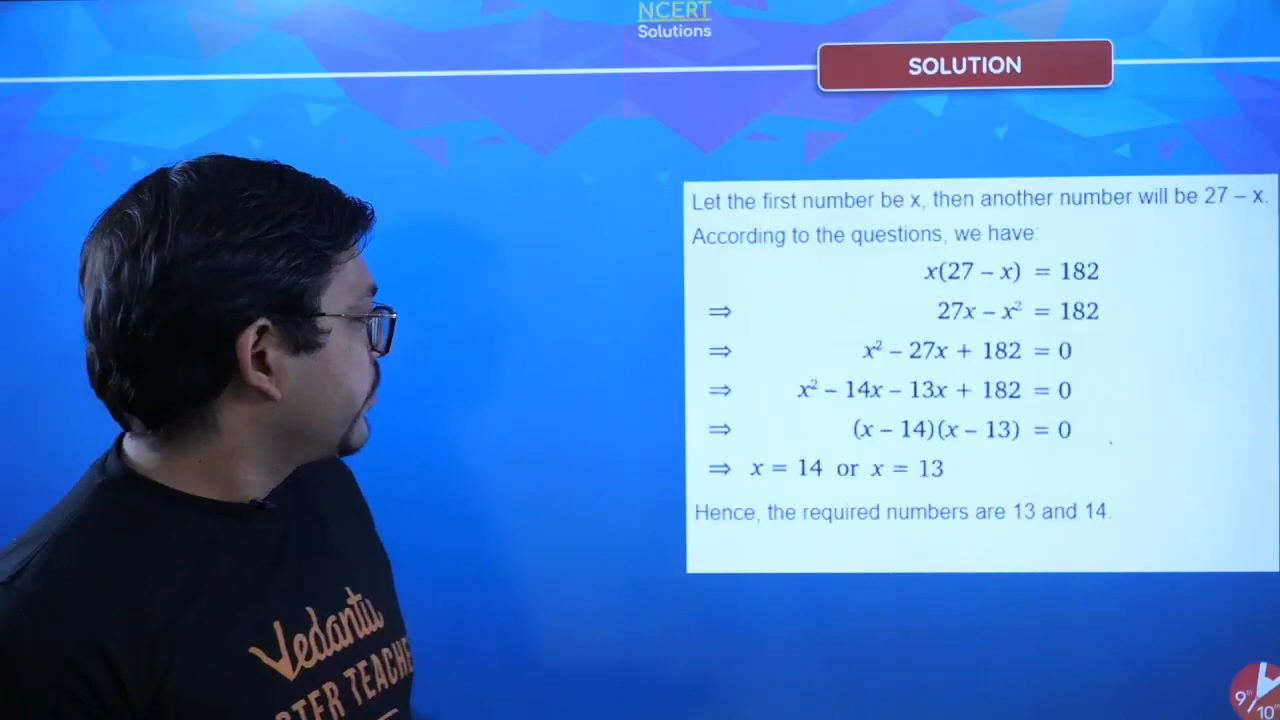 NCERT
Solutions
SOLUTION
Let the first number be x, then another number will be 27 – x.
According to the questions, we have:
x(27 – x) = 182
⇒ 27x – x² = 182
⇒ x² – 27x + 182 = 0
⇒ x² – 14x – 13x + 182 = 0
⇒ (x – 14)(x – 13) = 0
⇒ x = 14 or x = 13
Hence, the required numbers are 13 and 14.
Vedantu
TEACHE
9th
10